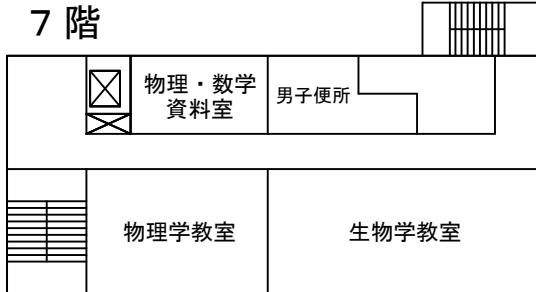 7階
物理・数学
資料室
男子便所
物理学教室
生物学教室